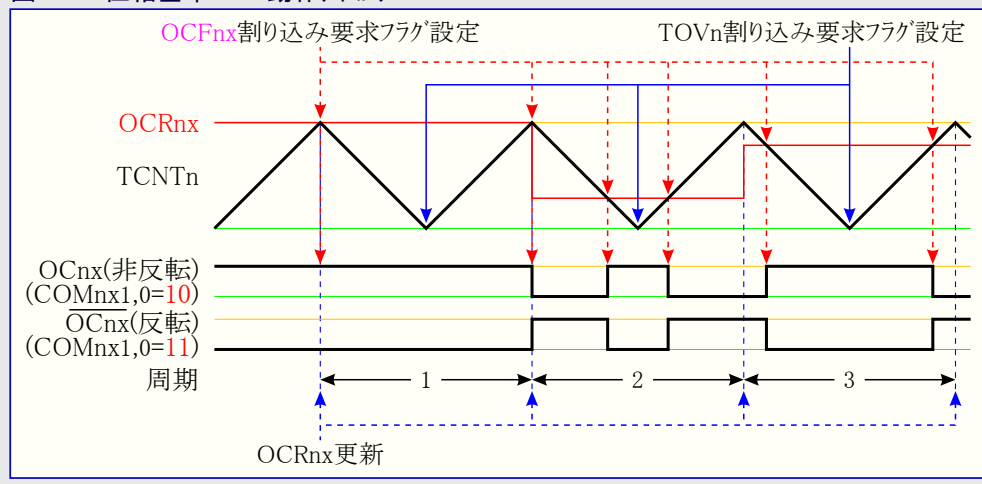 OCFnx割り込み要求フラグ設定
TOVn割り込み要求フラグ設定
OCRnx
TCNTn
OCnx(非反転)
(COMnx1,0=10)
OCnx(反転)
(COMnx1,0=11)
周期
1
2
3
OCRnx更新